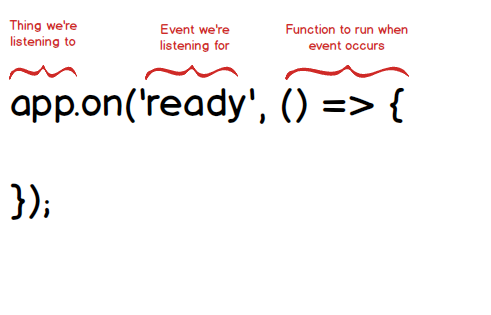 Thing we're
listening to
Event we're
listening for
Function to run when
event occurs
app.on('ready', () => {
});